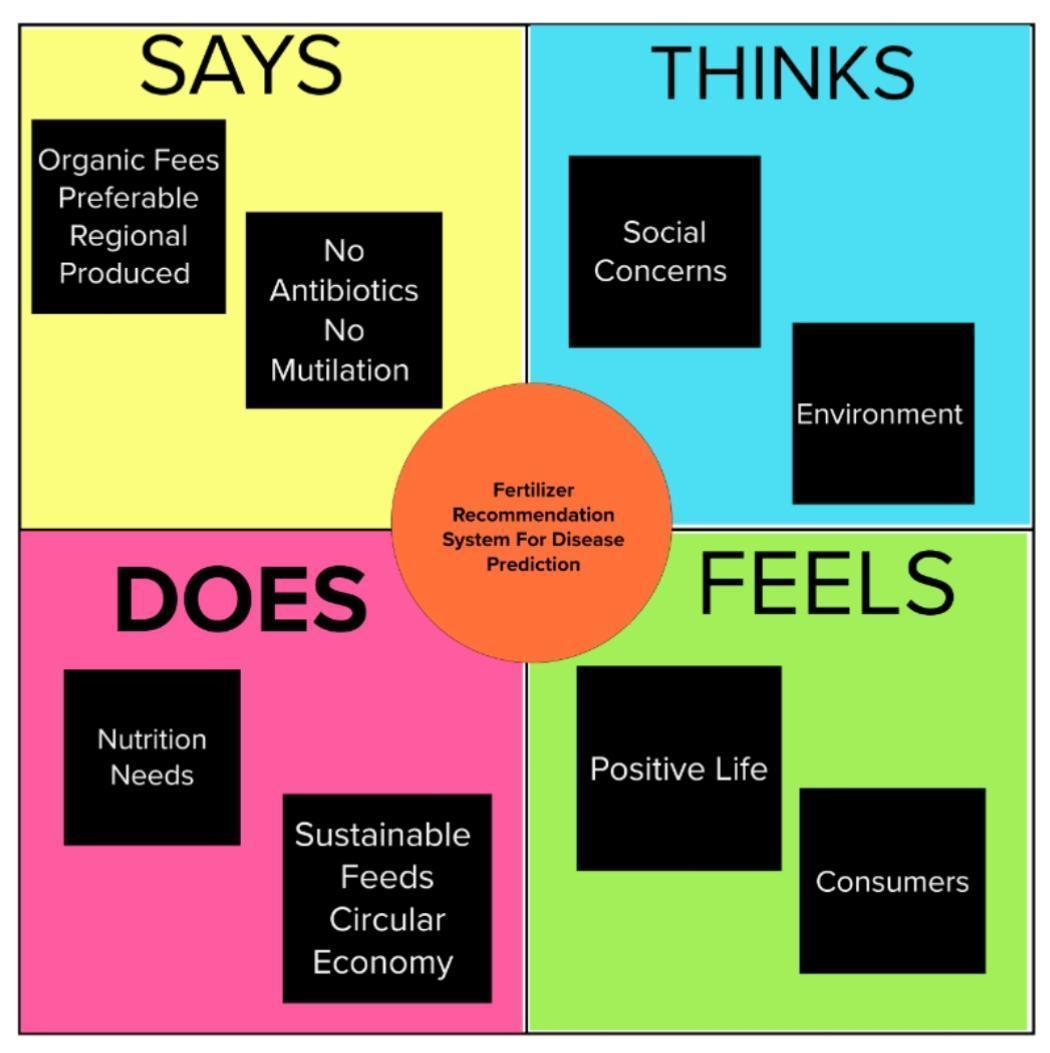 SAYS
Organic Fees
Preferable
Regional
Produced
No
Antibiotics
No
Mutilation
THINKS
Social
Concerns
Environment
Fertilizer
Recommendation
System For Disease
Prediction
DOES
Nutrition
Needs
Sustainable
Feeds
Circular
Economy
FEELS
Positive Life
Consumers